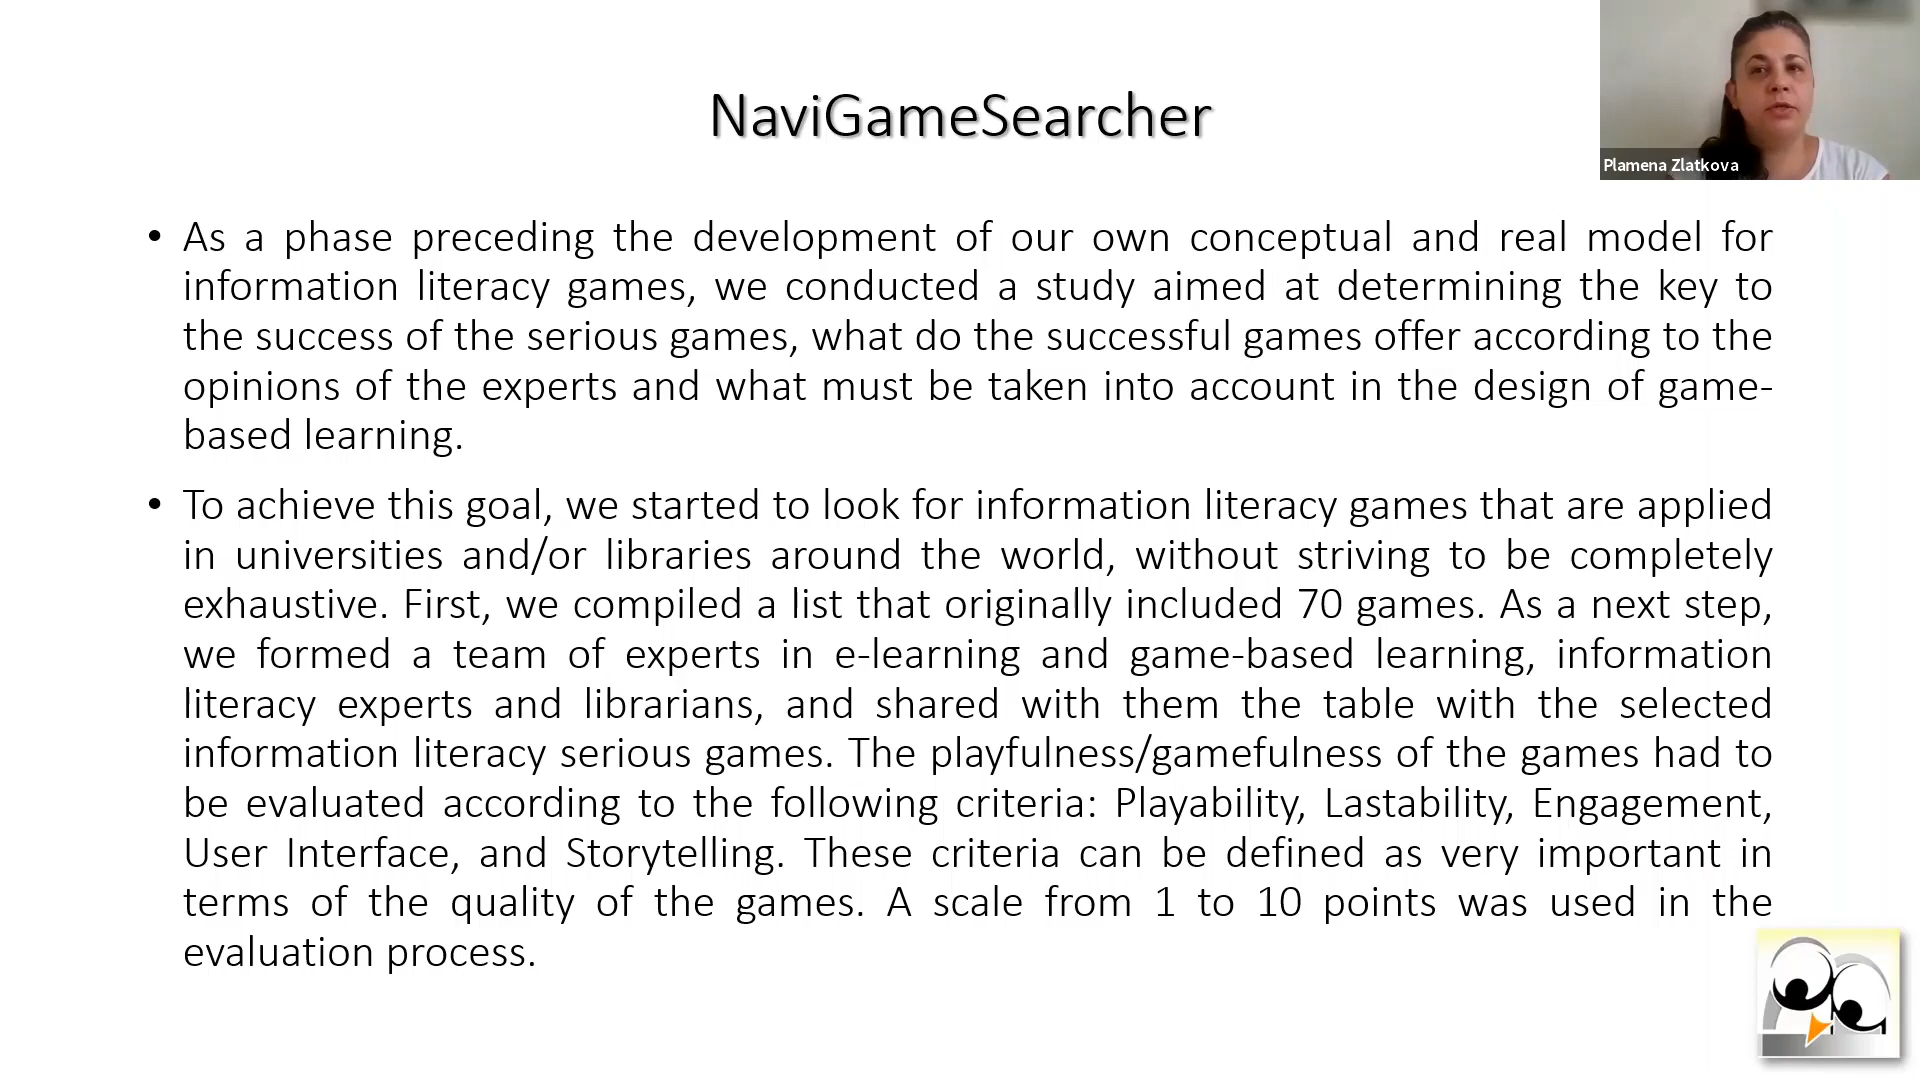 NaviGameSearcher
Plamena Zlatkova
• As a phase preceding the development of our own conceptual and real model for
information literacy games, we conducted a study aimed at determining the key to
the success of the serious games, what do the successful games offer according to the
opinions of the experts and what must be taken into account in the design of game-
based learning.
• To achieve this goal, we started to look for information literacy games that are applied
in universities and/or libraries around the world, without striving to be completely
exhaustive. First, we compiled a list that originally included 70 games. As a next step,
we formed a team of experts in e-learning and game-based learning, information
literacy experts and librarians, and shared with them the table with the selected
information literacy serious games. The playfulness/gamefulness of the games had to
be evaluated according to the following criteria: Playability, Lastability, Engagement,
User Interface, and Storytelling. These criteria can be defined as very important in
terms of the quality of the games. A scale from 1 to 10 points was used in the
evaluation process.